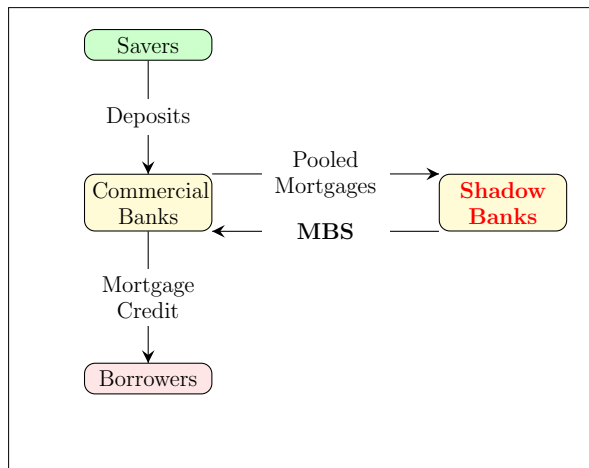 Savers
Deposits
Pooled
Mortgages
Commercial
Banks
Shadow
Banks
MBS
Mortgage
Credit
Borrowers